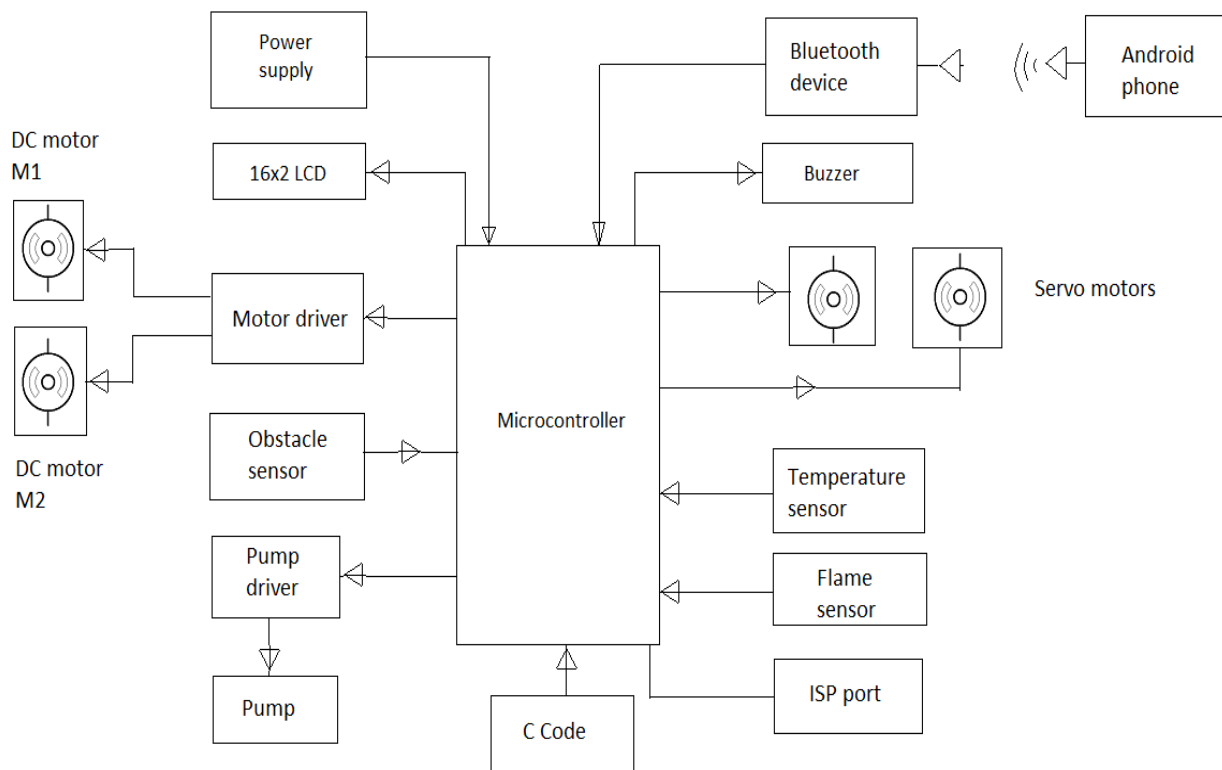 Power
supply
Bluetooth
device
Android
phone
DC motor
M1
16x2 LCD
Buzzer
Motor driver
Servo motors
Microcontroller
Obstacle
sensor
DC motor
M2
Temperature
sensor
Pump
driver
Flame
sensor
Pump
C Code
ISP port